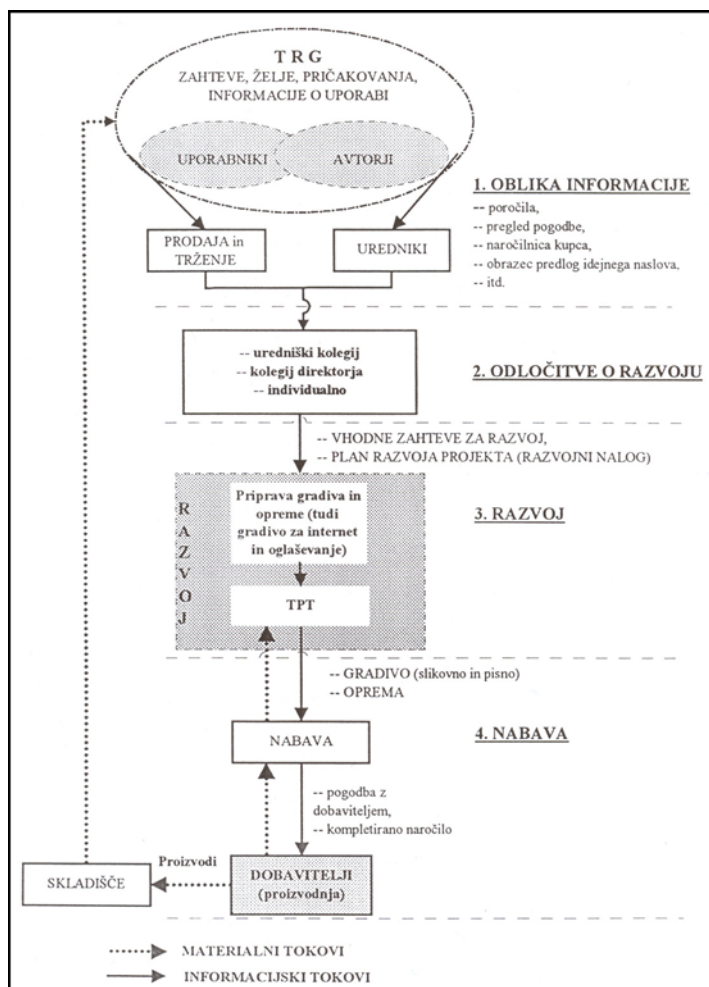 T R G
ZAHTEVE, ŽELJE, PRIČAKOVANJA,
INFORMACIJE O UPORABI
UPORABNIKI
AVTORJI
1. OBLIKA INFORMACIJE
-- poročila,
-- pregled pogodbe,
-- naročilnica kupca,
-- obrazec predlog idejnega naslova,
-- itd.
PRODAJA in
TRŽENJE
UREDNIKI
-- uredniški kolegij
-- kolegij direktorja
-- individualno
2. ODLOČITVE O RAZVOJU
-- VHODNE ZAHTEVE ZA RAZVOJ,
-- PLAN RAZVOJA PROJEKTA (RAZVOJNI NALOG)
R
A
Z
V
O
J
Priprava gradiva in
opreme (tudi
gradivo za internet
in oglaševanje)
TPT
3. RAZVOJ
-- GRADIVO (slikovno in pisno)
-- OPREMA
NABAVA
4. NABAVA
-- pogodba z
dobaviteljem,
-- kompletirano naročilo
Proizvodi
SKLADIŠČE
DOBAVITELJI
(proizvodnja)
MATERIALNI TOKOVI
INFORMACIJSKI TOKOVI